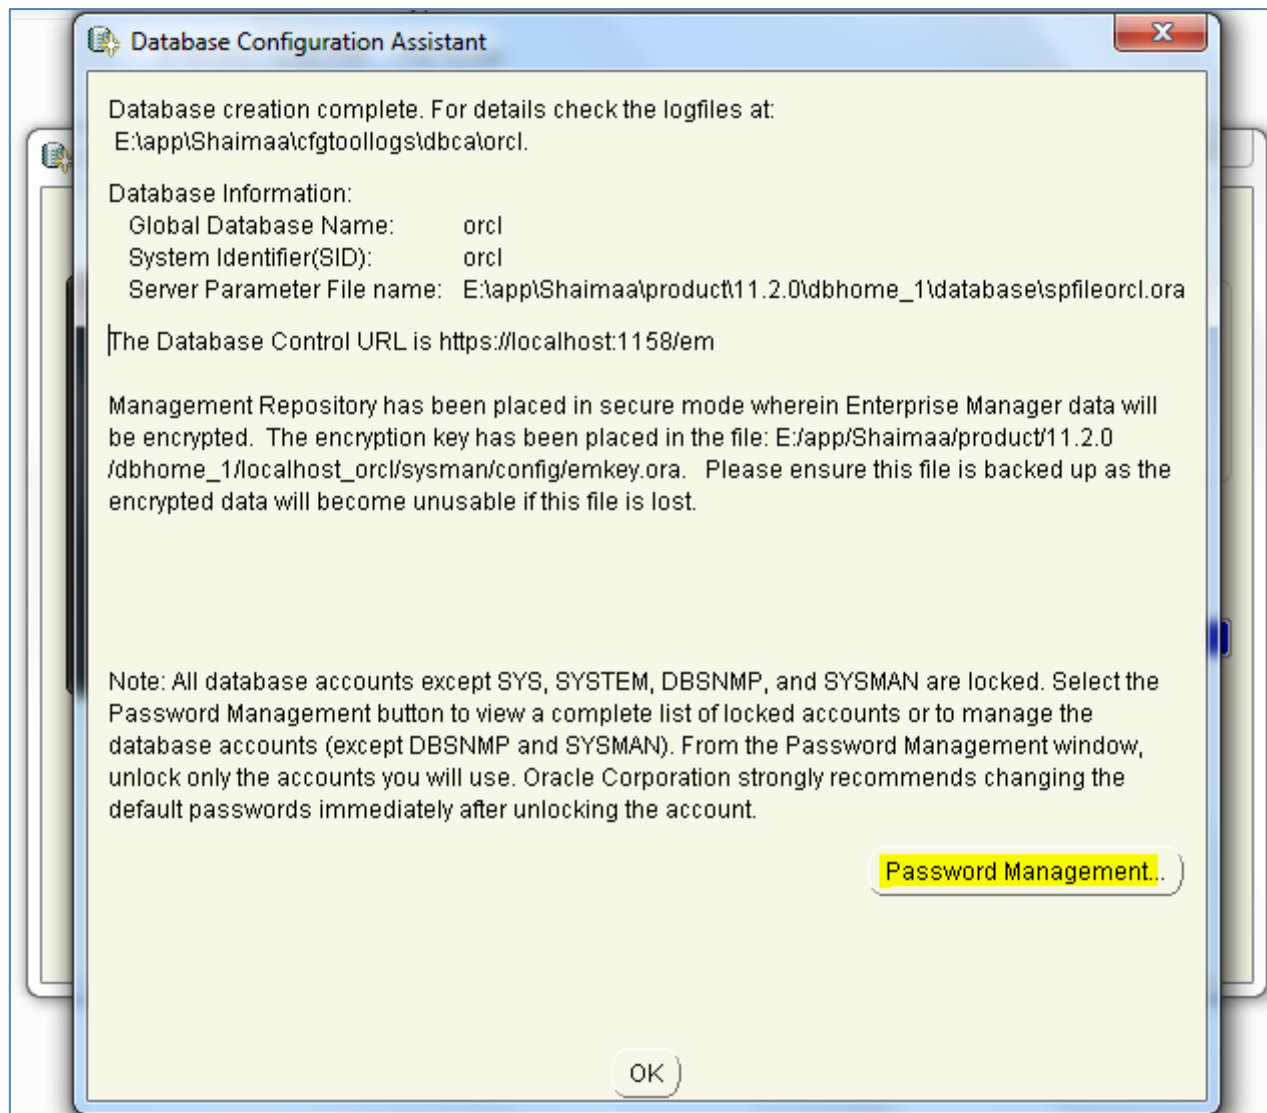 Database Configuration Assistant
X
Database creation complete. For details check the logfiles at:
E:\app\Shaimaa\cfgtoollogs\dbca\orcl.
Database Information:
Global Database Name: orcl
System Identifier(SID): orcl
Server Parameter File name: E:\app\Shaimaa\product\11.2.0\dbhome_1\database\spfileorcl.ora
The Database Control URL is https://localhost:1158/em
Management Repository has been placed in secure mode wherein Enterprise Manager data will
be encrypted. The encryption key has been placed in the file: E:/app/Shaimaa/product/11.2.0
/dbhome_1/localhost_orcl/sysman/config/emkey.ora. Please ensure this file is backed up as the
encrypted data will become unusable if this file is lost.
Note: All database accounts except SYS, SYSTEM, DBSNMP, and SYSMAN are locked. Select the
Password Management button to view a complete list of locked accounts or to manage the
database accounts (except DBSNMP and SYSMAN). From the Password Management window,
unlock only the accounts you will use. Oracle Corporation strongly recommends changing the
default passwords immediately after unlocking the account.
Password Management...
OK